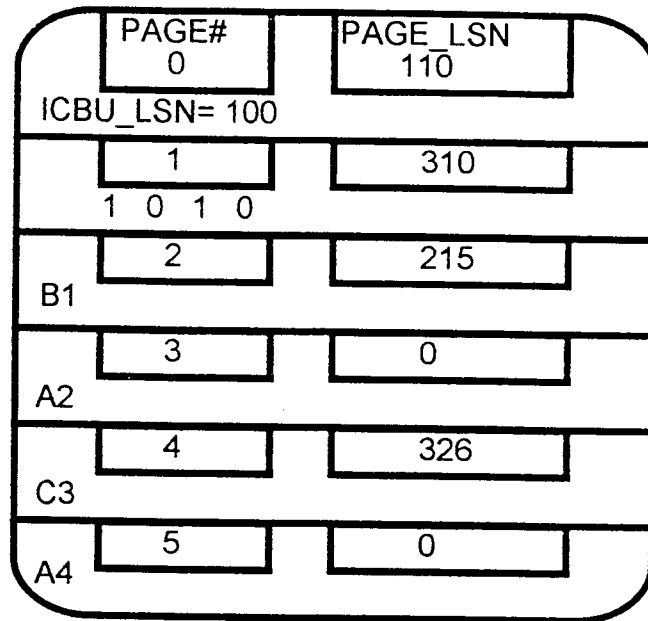 PAGE# PAGE_LSN
0 110
ICBU_LSN= 100
1 310
1 0 1 0
2 215
B1
3 0
A2
4 326
C3
5 0
A4